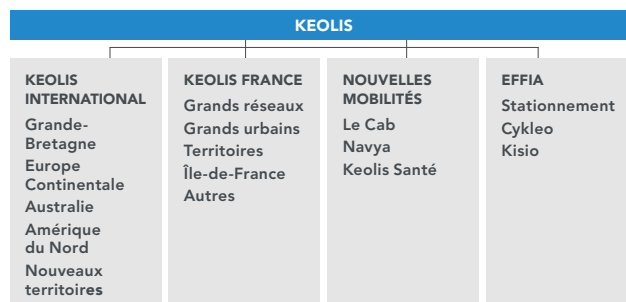 KEOLIS
KEOLIS
INTERNATIONAL
Grande-
Bretagne
Europe
Continentale
Australie
Amérique
du Nord
Nouveaux
territoires
KEOLIS FRANCE
Grands réseaux
Grands urbains
Territoires
Île-de-France
Autres
NOUVELLES
MOBILITÉS
Le Cab
Navya
Keolis Santé
EFFIA
Stationnement
Cykleo
Kisio